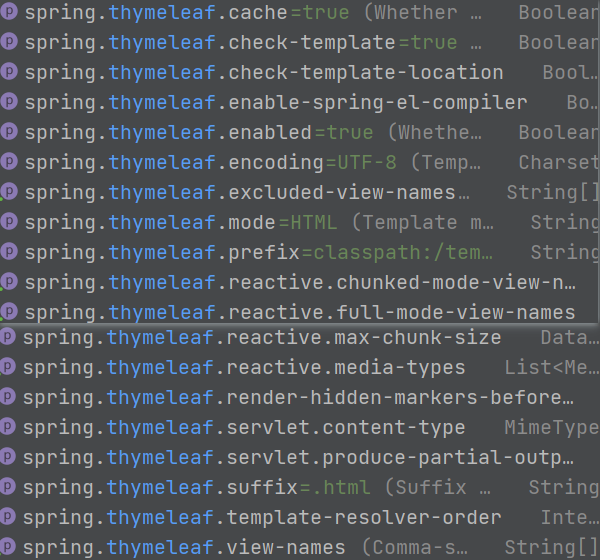 p spring.thymeleaf.cache=true (Whether … Boolean
p spring.thymeleaf.check-template=true … Boolean
p spring.thymeleaf.check-template-location Bool…
p spring.thymeleaf.enable-spring-el-compiler Bo…
p spring.thymeleaf.enabled=true (Whethe… Boolean
p spring.thymeleaf.encoding=UTF-8 (Temp… Charset
p spring.thymeleaf.excluded-view-names… String[]
p spring.thymeleaf.mode=HTML (Template m… String
p spring.thymeleaf.prefix=classpath:/tem… String
p spring.thymeleaf.reactive.chunked-mode-view-n…
p spring.thymeleaf.reactive.full-mode-view-names
p spring.thymeleaf.reactive.max-chunk-size Data…
p spring.thymeleaf.reactive.media-types List<Me…
p spring.thymeleaf.render-hidden-markers-before…
p spring.thymeleaf.servlet.content-type MimeType
p spring.thymeleaf.servlet.produce-partial-outp…
p spring.thymeleaf.suffix=.html (Suffix … String
p spring.thymeleaf.template-resolver-order Inte…
p spring.thymeleaf.view-names (Comma-s… String[]